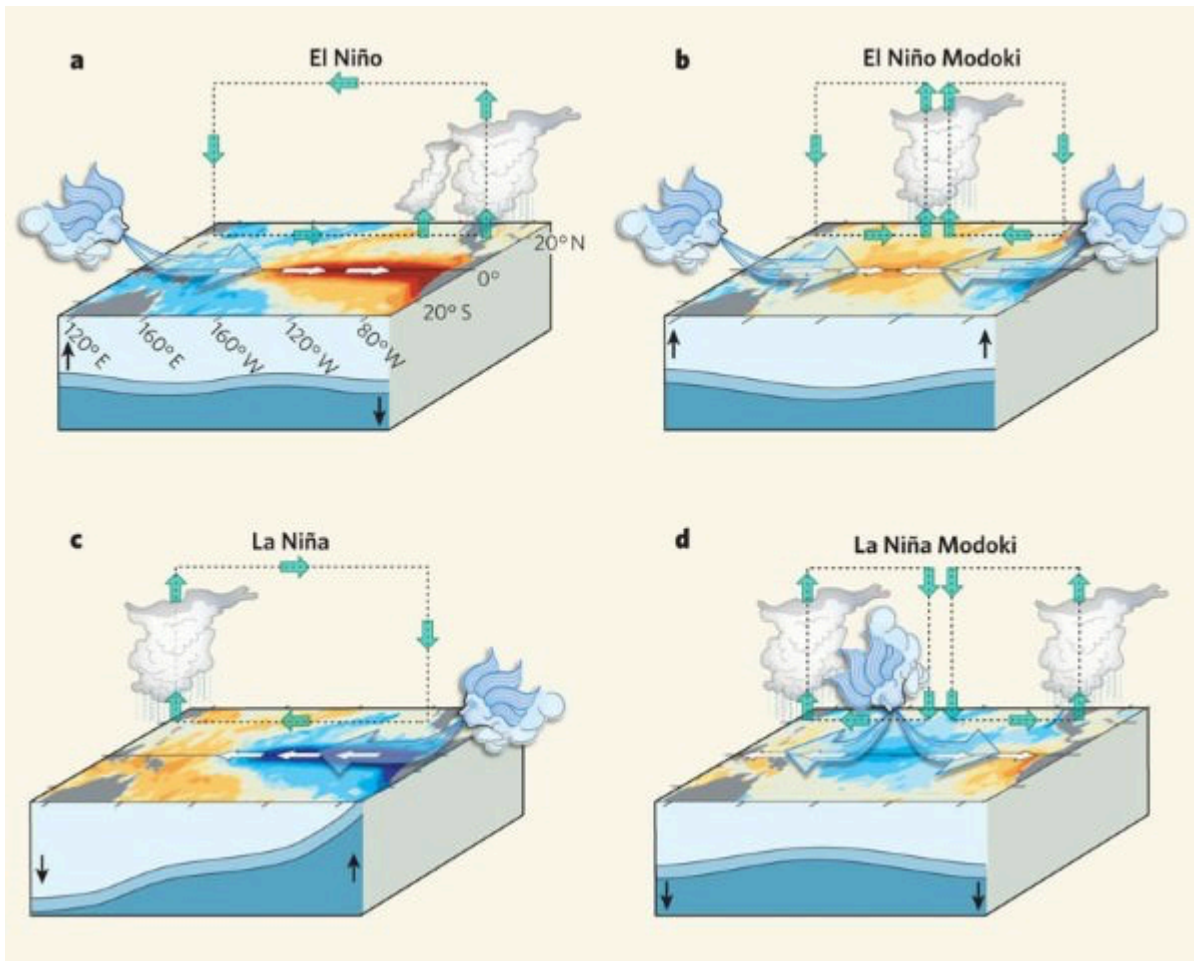 a
El Niño
b
El Niño Modoki
20° N
0°
20° S
120° E
160° E
160° W
120° W
80° W
c
La Niña
d
La Niña Modoki